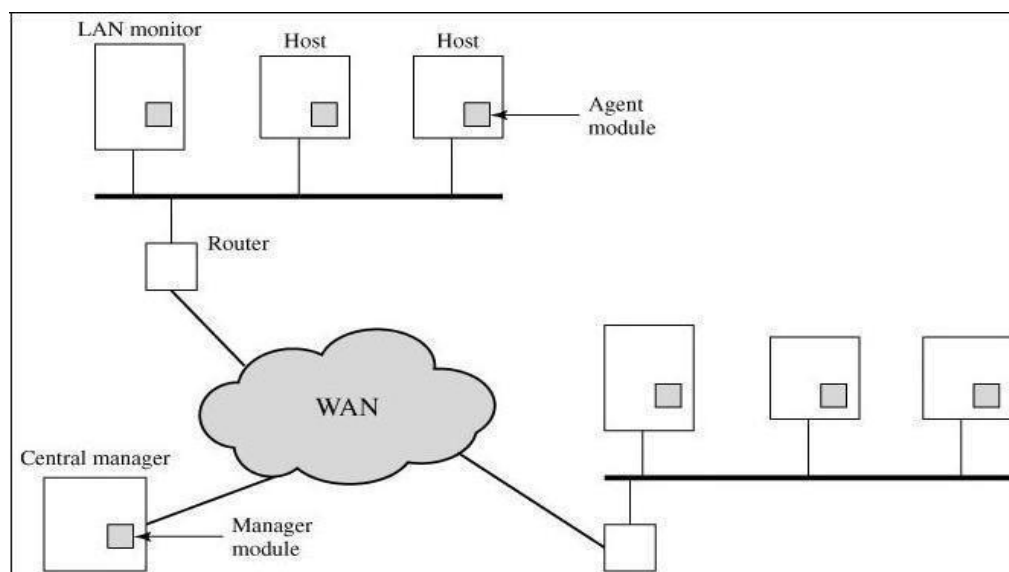 LAN monitor
Host
Host
Agent
module
Router
WAN
Central manager
Manager
module